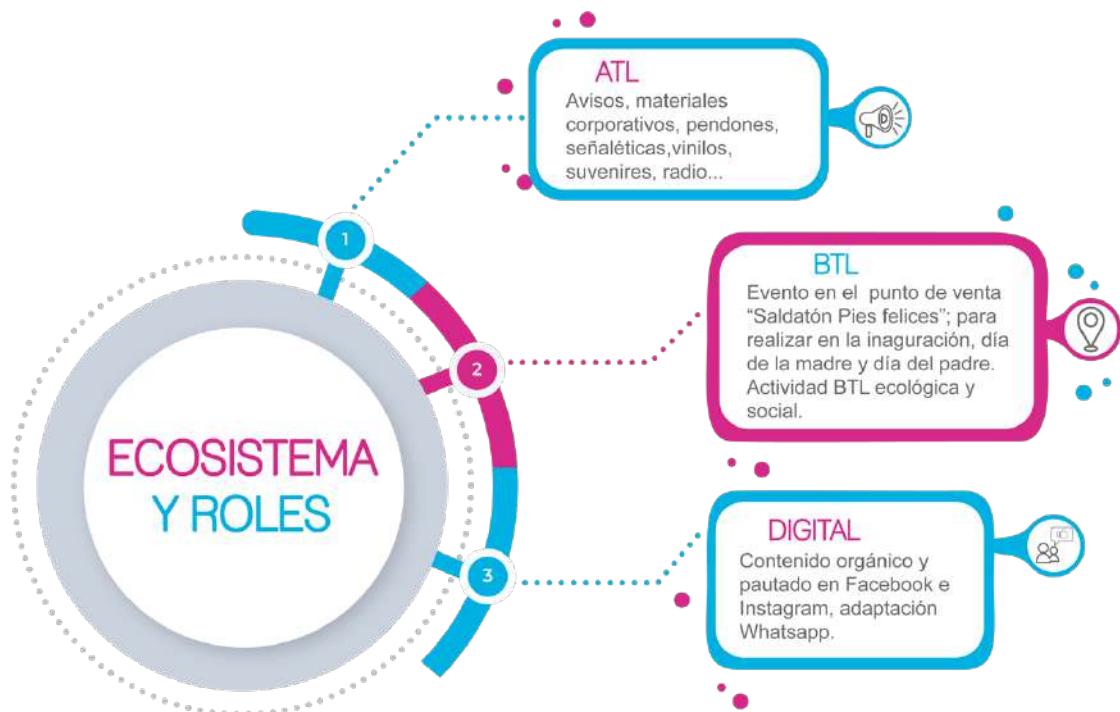 ECOSISTEMA
Y ROLES
1
ATL
Avisos, materiales
corporativos, pendones,
señaléticas,vinilos,
suvenires, radio...
2
BTL
Evento en el punto de venta
“Saldatón Pies felices”; para
realizar en la inaguración, día
de la madre y día del padre.
Actividad BTL ecológica y
social.
3
DIGITAL
Contenido orgánico y
pautado en Facebook e
Instagram, adaptación
Whatsapp.